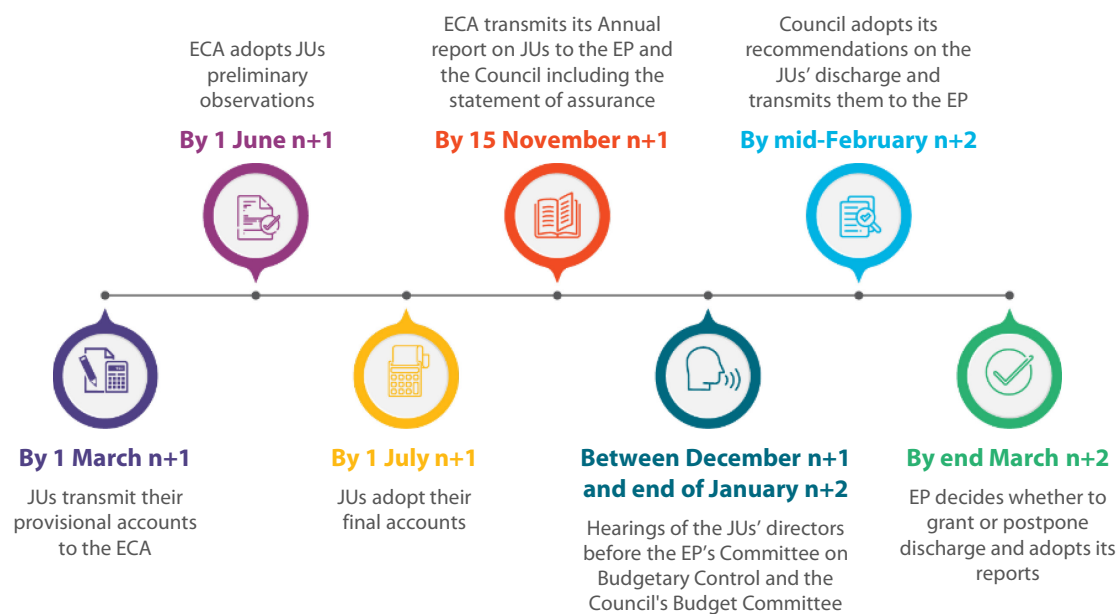 ECA adopts JUs
preliminary
observations
By 1 June n+1
ECA transmits its Annual
report on JUs to the EP and
the Council including the
statement of assurance
By 15 November n+1
Council adopts its
recommendations on the
JUs’ discharge and
transmits them to the EP
By mid-February n+2
By 1 March n+1
JUs transmit their
provisional accounts
to the ECA
By 1 July n+1
JUs adopt their
final accounts
Between December n+1
and end of January n+2
Hearings of the JUs’ directors
before the EP’s Committee on
Budgetary Control and the
Council's Budget Committee
By end March n+2
EP decides whether to
grant or postpone
discharge and adopts its
reports